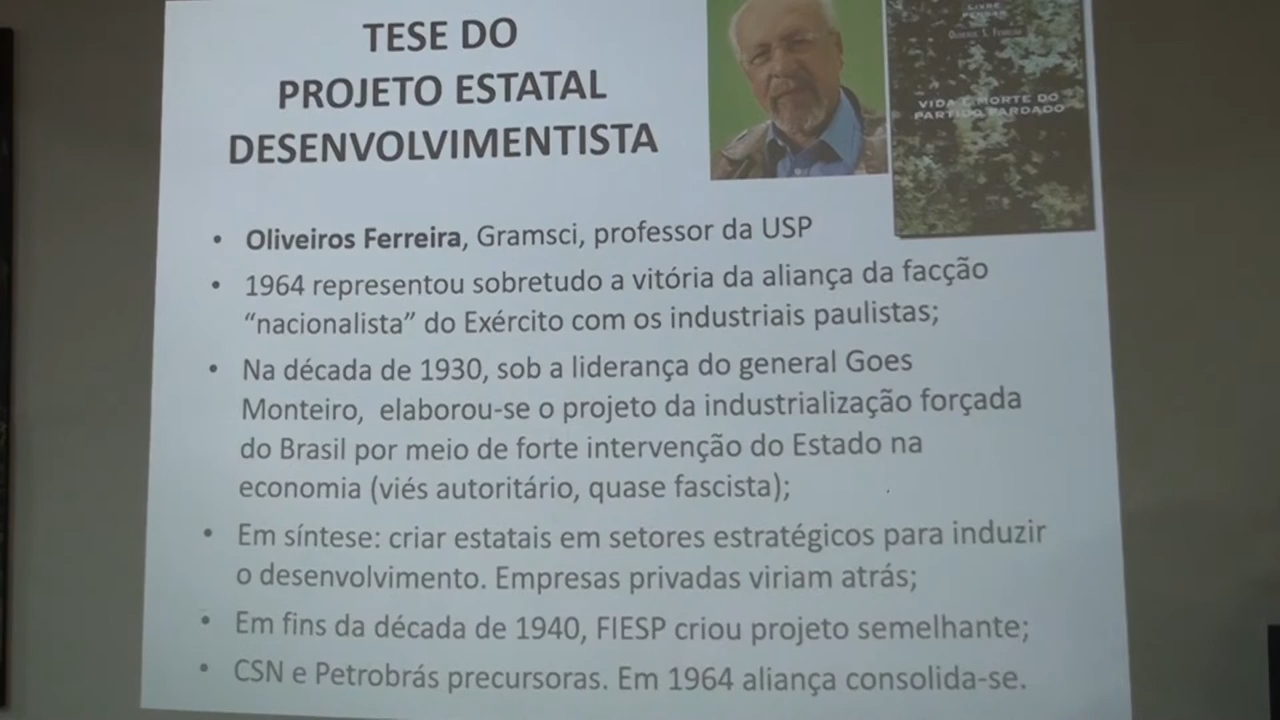 TESE DO
PROJETO ESTATAL
DESENVOLVIMENTISTA
LIVRE
PENSAR
OLIVEIROS S. FERREIRA
VIDA E MORTE DO
PARTIDO FARDADO
• Oliveiros Ferreira, Gramsci, professor da USP
• 1964 representou sobretudo a vitória da aliança da facção
“nacionalista” do Exército com os industriais paulistas;
• Na década de 1930, sob a liderança do general Goes
Monteiro, elaborou-se o projeto da industrialização forçada
do Brasil por meio de forte intervenção do Estado na
economia (viés autoritário, quase fascista);
• Em síntese: criar estatais em setores estratégicos para induzir
o desenvolvimento. Empresas privadas viriam atrás;
• Em fins da década de 1940, FIESP criou projeto semelhante;
• CSN e Petrobrás precursoras. Em 1964 aliança consolida-se.